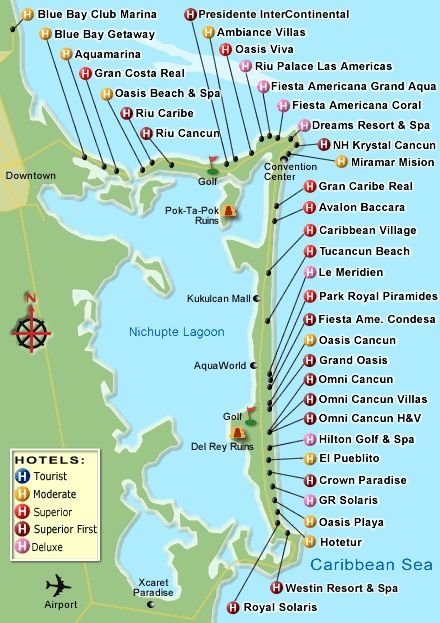 Blue Bay Club Marina
Blue Bay Getaway
Aquamarina
Gran Costa Real
Oasis Beach & Spa
Riu Caribe
Riu Cancun
Presidente InterContinental
Ambiance Villas
Oasis Viva
Riu Palace Las Americas
Fiesta Americana Grand Aqua
Fiesta Americana Coral
Dreams Resort & Spa
NH Krystal Cancun
Miramar Mision
Downtown
Golf
Convention
Center
Pok-Ta-Pok
Ruins
Gran Caribe Real
Avalon Baccara
Caribbean Village
Tucancun Beach
Le Meridien
Park Royal Piramides
Fiesta Ame. Condesa
Oasis Cancun
Grand Oasis
Omni Cancun
Omni Cancun Villas
Omni Cancun H&V
Hilton Golf & Spa
El Pueblito
Crown Paradise
GR Solaris
Oasis Playa
Hotetur
Westin Resort & Spa
Royal Solaris
Kukulcan Mall
N
Nichupte Lagoon
AquaWorld
Golf
Del Rey Ruins
HOTELS:
H Tourist
H Moderate
H Superior
H Superior First
H Deluxe
Caribbean Sea
Airport
Xcaret
Paradise